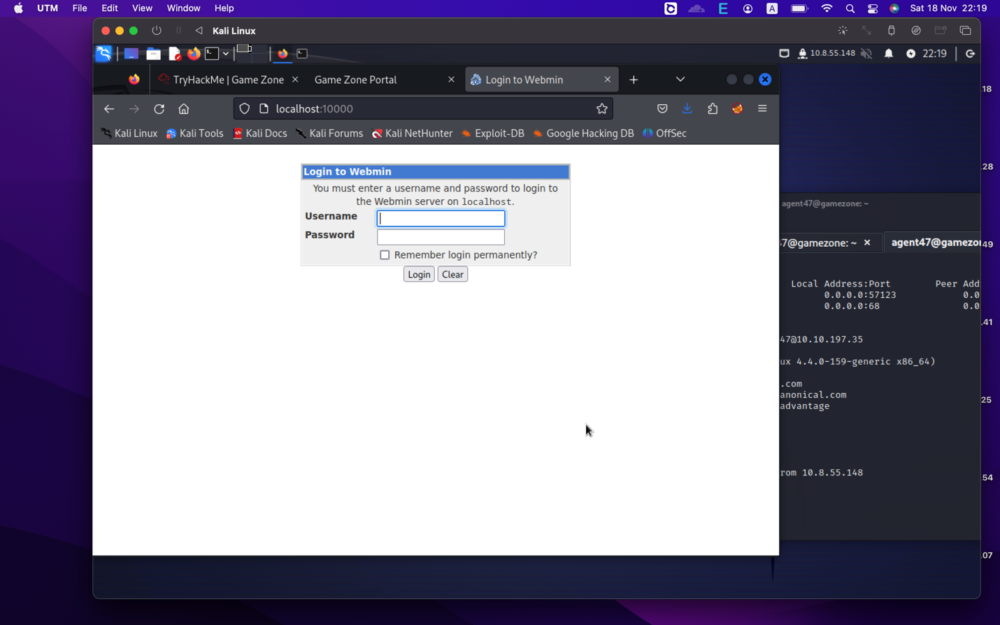 UTM File Edit View Window Help
E
A
Sat 18 Nov 22:19
Kali Linux
10.8.55.148
22:19
TryHackMe | Game Zone
Game Zone Portal
Login to Webmin
localhost:10000
Kali Linux Kali Tools Kali Docs Kali Forums Kali NetHunter Exploit-DB Google Hacking DB OffSec
Login to Webmin
You must enter a username and password to login to
the Webmin server on localhost.
Username
Password
Remember login permanently?
Login Clear
agent47@gamezone: ~
7@gamezone: ~ × agent47@gamezo
Local Address:Port Peer Add
0.0.0.0:57123 0.0
0.0.0.0:68 0.0
47@10.10.197.35
ux 4.4.0-159-generic x86_64)
.com
anonical.com
advantage
rom 10.8.55.148
.18
.28
.49
.41
.25
.54
.07